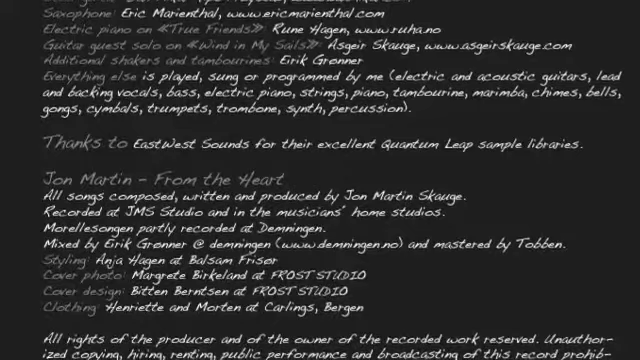 Saxophone: Eric Marienthal, www.ericmarienthal.com
Electric piano on «True Friends»: Rune Hagen, www.ruha.no
Guitar guest solo on «Wind in My Sails»: Asgeir Skauge, www.asgeirskauge.com
Additional shakers and tambourines: Eirik Grønner
Everything else is played, sung or programmed by me (electric and acoustic guitars, lead
and backing vocals, bass, electric piano, strings, piano, tambourine, marimba, chimes, bells,
gongs, cymbals, trumpets, trombone, synth, percussion).
Thanks to EastWest Sounds for their excellent Quantum Leap sample libraries.
Jon Martin - From the Heart
All songs composed, written and produced by Jon Martin Skauge.
Recorded at JMS Studio and in the musicians' home studios.
Morellesongen partly recorded at Demningen.
Mixed by Erik Grønner @ demningen (www.demningen.no) and mastered by Tobben.
Styling: Anja Hagen at Balsam Frisør
Cover photo: Margrete Birkeland at FROST STUDIO
Cover design: Bitten Berntsen at FROST STUDIO
Clothing: Henriette and Morten at Carlings, Bergen
All rights of the producer and of the owner of the recorded work reserved. Unauthor-
ized copying, hiring, renting, public performance and broadcasting of this record prohib-